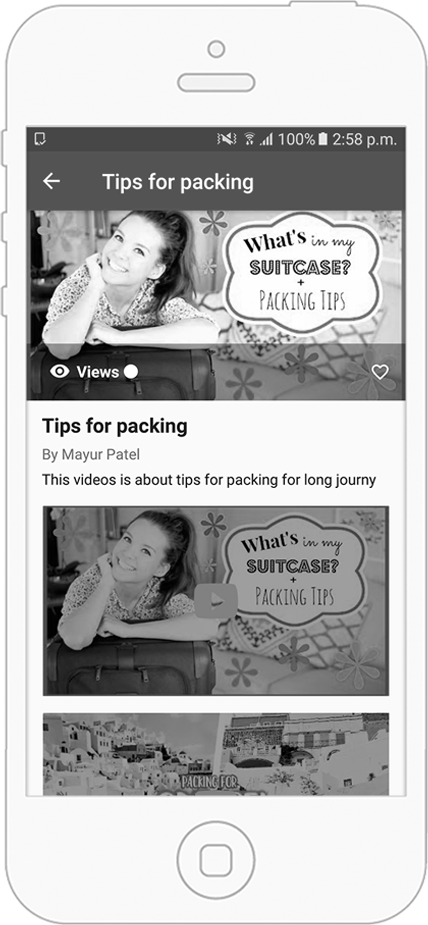 100% 2:58 p.m.
Tips for packing
What's in my
SUITCASE?
+
PACKING TIPS
Views
Tips for packing
By Mayur Patel
This videos is about tips for packing for long journy
What's in my
SUITCASE?
+
PACKING TIPS
PACKING FOR